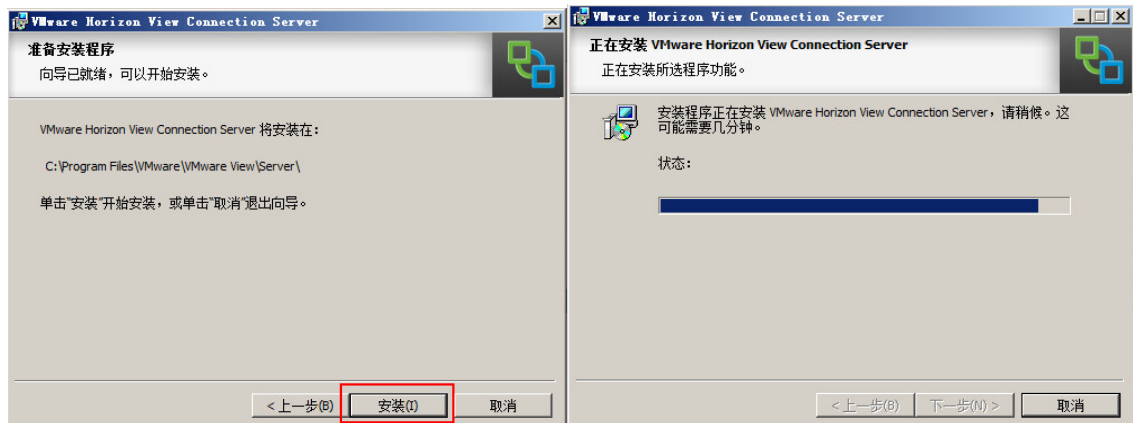 VMware Horizon View Connection Server
准备安装程序
向导已就绪，可以开始安装。
VMware Horizon View Connection Server 将安装在：
C:\Program Files\VMware\VMware View\Server\
单击“安装”开始安装，或单击“取消”退出向导。
<上一步(B)
安装(I)
取消
VMware Horizon View Connection Server
正在安装 VMware Horizon View Connection Server
正在安装所选程序功能。
安装程序正在安装 VMware Horizon View Connection Server，请稍候。这
可能需要几分钟。
状态：
<上一步(B)
下一步(N) >
取消